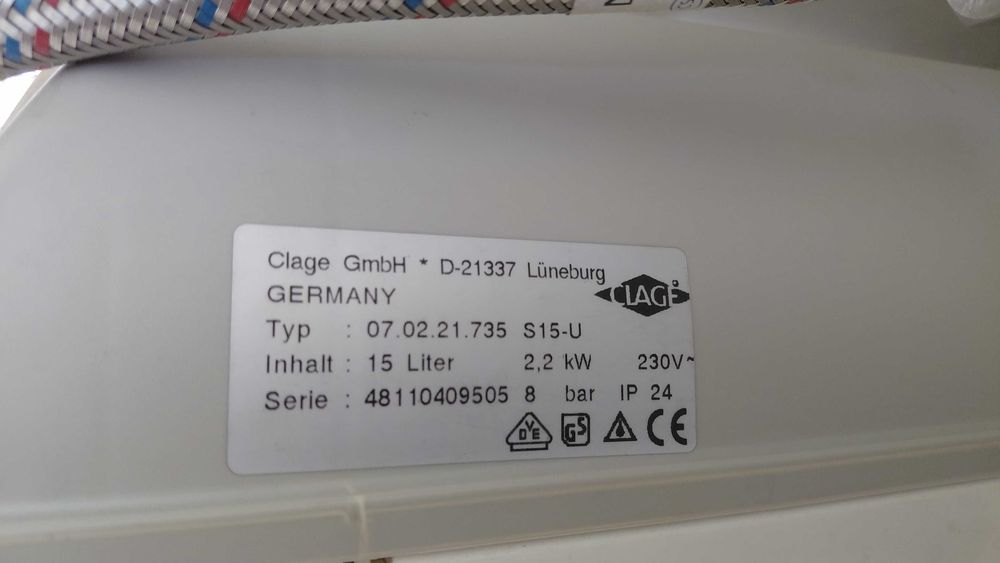 Clage GmbH * D-21337 Lüneburg
GERMANY
CLAGE
Typ : 07.02.21.735 S15-U
Inhalt : 15 Liter 2,2 kW 230V~
Serie : 48110409505 8 bar IP 24
DVE GS CE